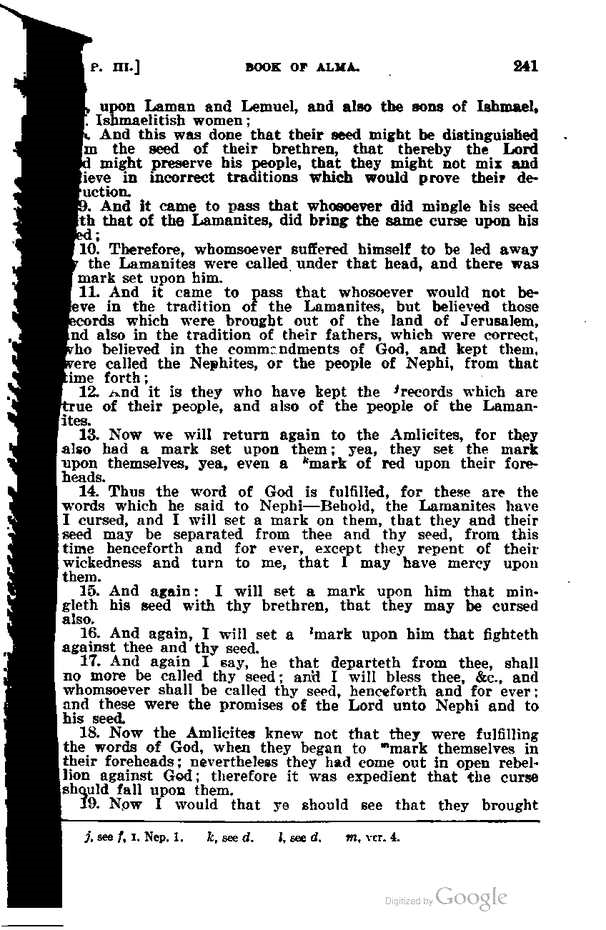 P. III.] BOOK OF ALMA. 241
upon Laman and Lemuel, and also the sons of Ishmael,
Ishmaelitish women;
And this was done that their seed might be distinguished
the seed of their brethren, that thereby the Lord
might preserve his people, that they might not mix and
in incorrect traditions which would prove their de-
9. And it came to pass that whosoever did mingle his seed
that of the Lamanites, did bring the same curse upon his
10. Therefore, whomsoever suffered himself to be led away
the Lamanites were called under that head, and there was
mark set upon him.
11. And it came to pass that whosoever would not be-
in the tradition of the Lamanites, but believed those
which were brought out of the land of Jerusalem,
also in the tradition of their fathers, which were correct,
who believed in the commandments of God, and kept them,
were called the Nephites, or the people of Nephi, from that
time forth;
12. And it is they who have kept the jrecords which are
true of their people, and also of the people of the Laman-
ites.
13. Now we will return again to the Amlicites, for they
also had a mark set upon them; yea, they set the mark
upon themselves, yea, even a kmark of red upon their fore-
heads.
14. Thus the word of God is fulfilled, for these are the
words which he said to Nephi—Behold, the Lamanites have
I cursed, and I will set a mark on them, that they and their
seed may be separated from thee and thy seed, from this
time henceforth and for ever, except they repent of their
wickedness and turn to me, that I may have mercy upon
them.
15. And again: I will set a mark upon him that min-
gleth his seed with thy brethren, that they may be cursed
also.
16. And again, I will set a lmark upon him that fighteth
against thee and thy seed.
17. And again I say, he that departeth from thee, shall
no more be called thy seed; and I will bless thee, &c., and
whomsoever shall be called thy seed, henceforth and for ever;
and these were the promises of the Lord unto Nephi and to
his seed.
18. Now the Amlicites knew not that they were fulfilling
the words of God, when they began to mmark themselves in
their foreheads; nevertheless they had come out in open rebel-
lion against God; therefore it was expedient that the curse
should fall upon them.
19. Now I would that ye should see that they brought
j, see f, I. Nep. 1. k, see d. l, see d. m, ver. 4.
Digitized by Google